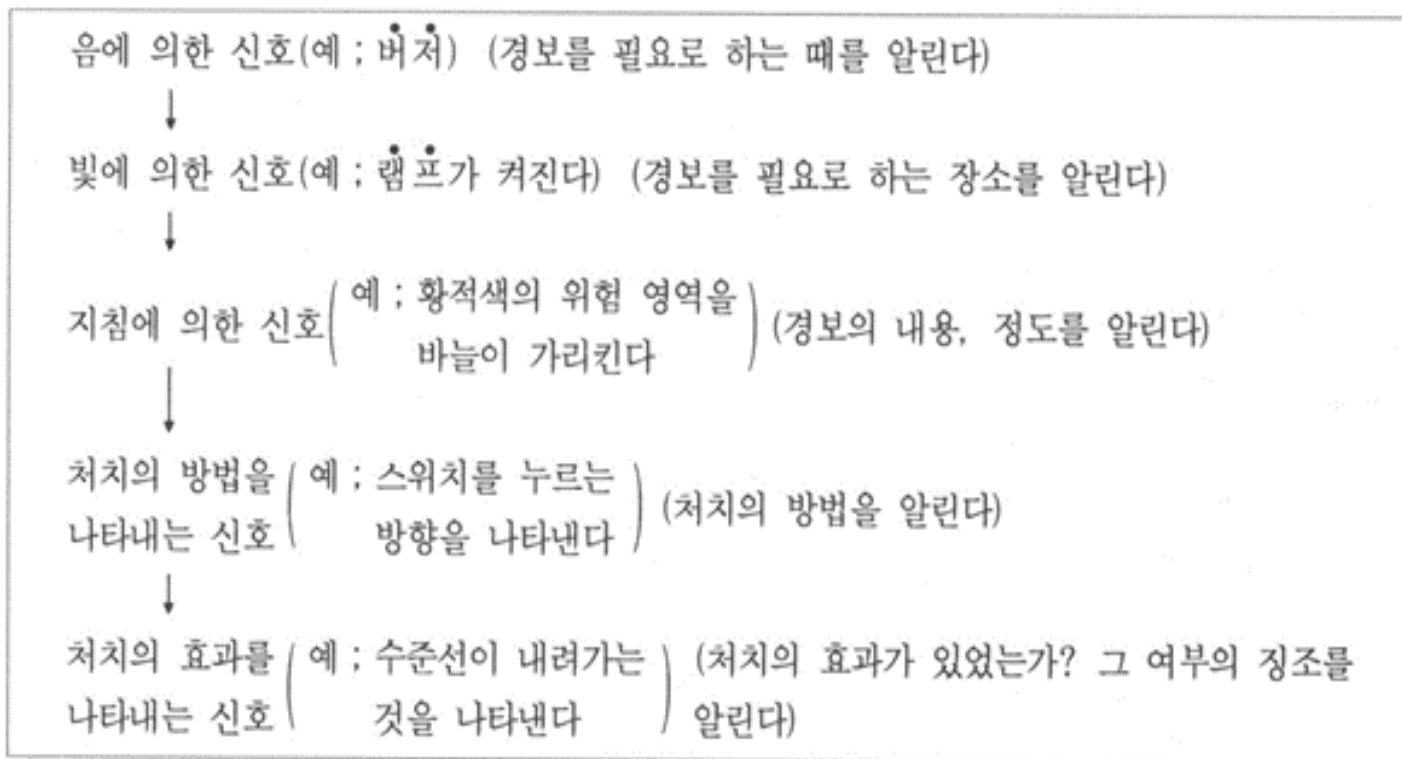 음에 의한 신호(예 ; 버저) (경보를 필요로 하는 때를 알린다)
↓
빛에 의한 신호(예 ; 램프가 켜진다) (경보를 필요로 하는 장소를 알린다)
↓
지침에 의한 신호( 예 ; 황적색의 위험 영역을
바늘이 가리킨다 ) (경보의 내용, 정도를 알린다)
↓
처치의 방법을
나타내는 신호 ( 예 ; 스위치를 누르는
방향을 나타낸다 ) (처치의 방법을 알린다)
↓
처치의 효과를
나타내는 신호 ( 예 ; 수준선이 내려가는
것을 나타낸다 ) (처치의 효과가 있었는가? 그 여부의 징조를
알린다)